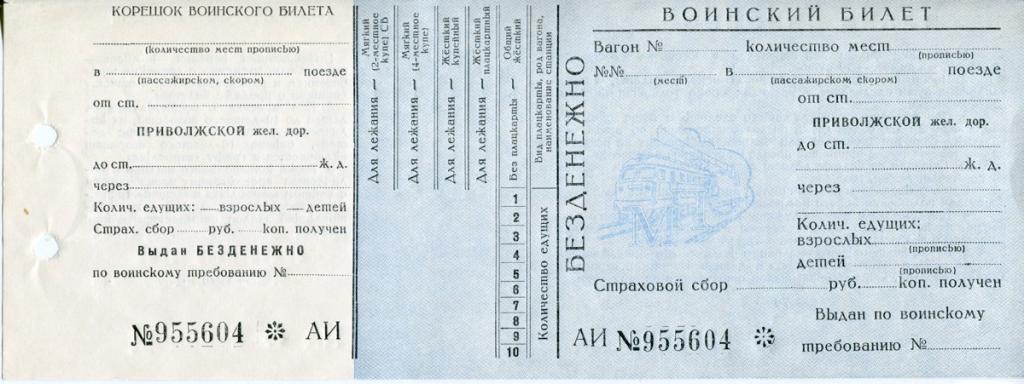 КОРЕШОК ВОИНСКОГО БИЛЕТА
(количество мест прописью)
в поезде
(пассажирском, скором)
от ст.
ПРИВОЛЖСКОЙ жел. дор.
до ст. ж. д.
через
Колич. едущих: взрослых детей
Страх. сбор руб. коп. получен
Выдан БЕЗДЕНЕЖНО
по воинскому требованию №
№955604 АИ
Для лежания — Мягкий (2-местное купе) СВ
Для лежания — Мягкий (4-местное купе)
Для лежания — Жёсткий купейный
Для лежания — Жёсткий плацкартный
Без плацкарты — Общий жёсткий
Вид плацкарты, род вагона, наименование станции
1
2
3
4
5
6
7
8
9
10
Количество едущих
БЕЗДЕНЕЖНО
ВОИНСКИЙ БИЛЕТ
Вагон № количество мест
(прописью)
№№ в поезде
(мест) (пассажирском, скором)
от ст.
ПРИВОЛЖСКОЙ жел. дор.
до ст.
ж. д.
через
Колич. едущих:
взрослых
(прописью)
детей
(прописью)
Страховой сбор руб. коп. получен
Выдан по воинскому
АИ №955604 требованию №